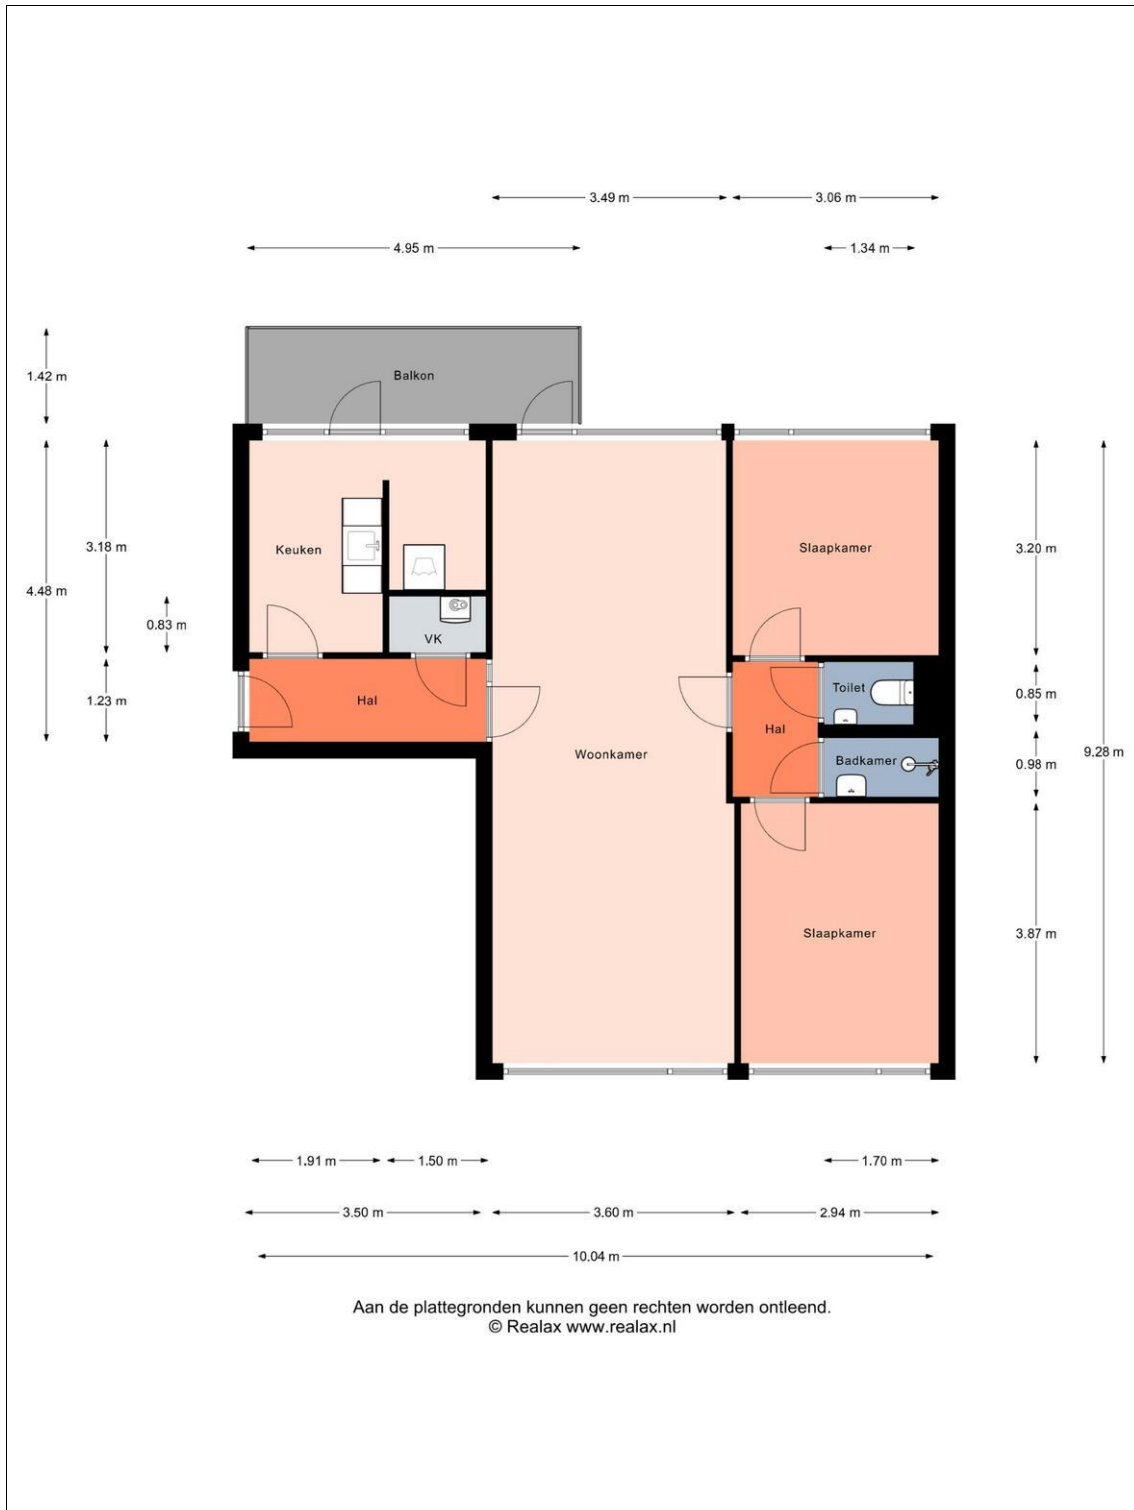 3.49 m
3.06 m
4.95 m
1.34 m
1.42 m
Balkon
3.18 m
Keuken
Slaapkamer
3.20 m
4.48 m
0.83 m
VK
Toilet
0.85 m
1.23 m
Hal
Hal
Woonkamer
Badkamer
0.98 m
9.28 m
Slaapkamer
3.87 m
1.91 m
1.50 m
1.70 m
3.50 m
3.60 m
2.94 m
10.04 m
Aan de plattegronden kunnen geen rechten worden ontleend.
© Realax www.realax.nl